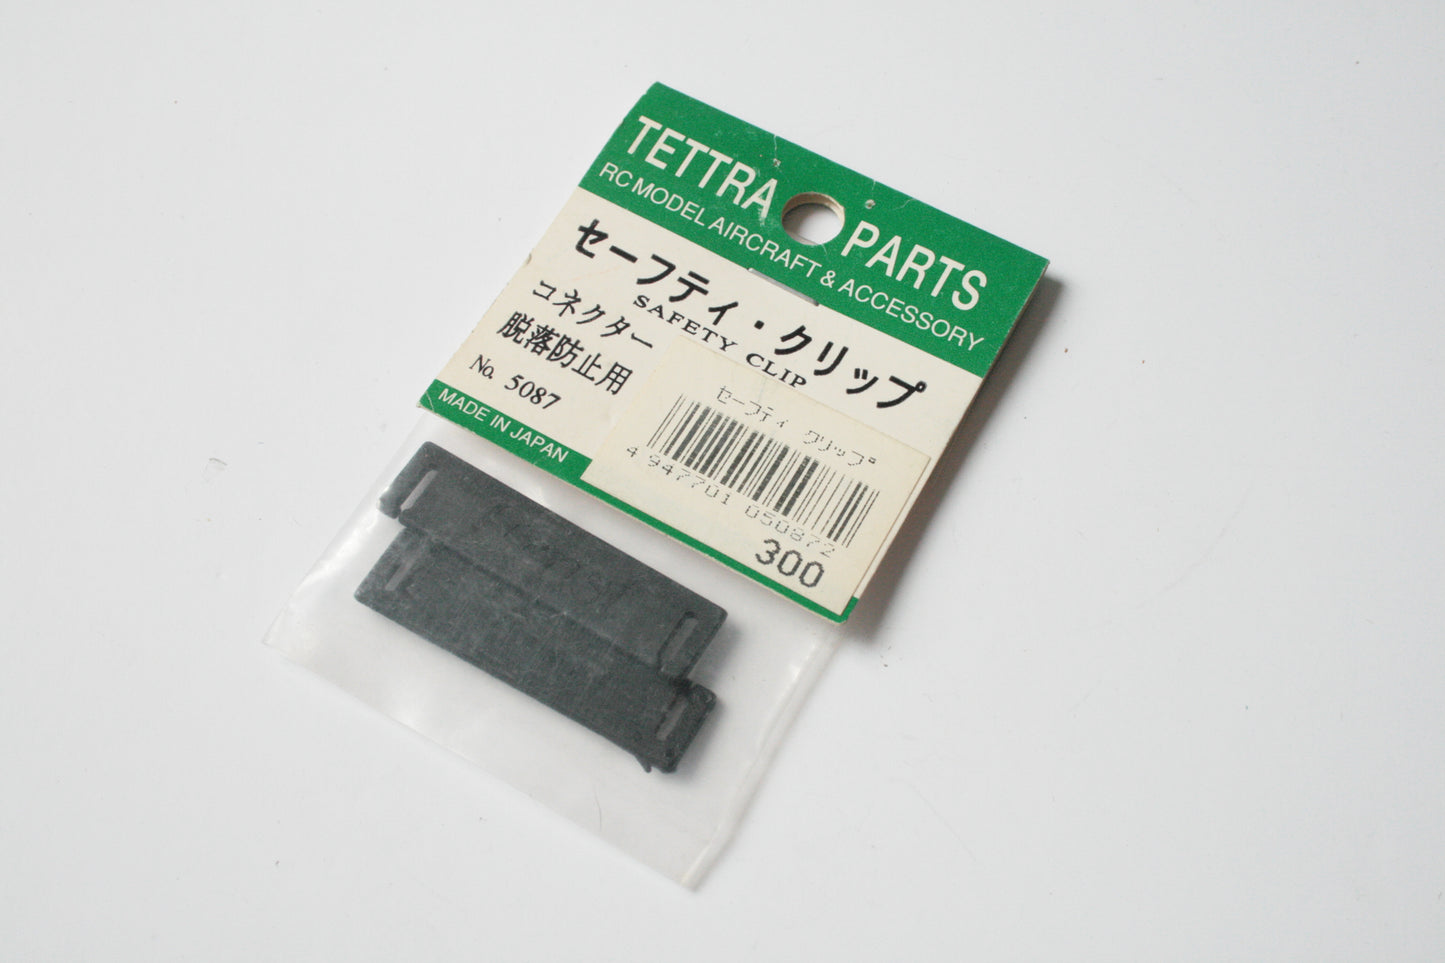 TETTRA PARTS
RC MODEL AIRCRAFT & ACCESSORY
セーフティ・クリップ
SAFETY CLIP
コネクター
脱落防止用
No. 5087
MADE IN JAPAN
セーフティ クリップ
4 947701 050872
300